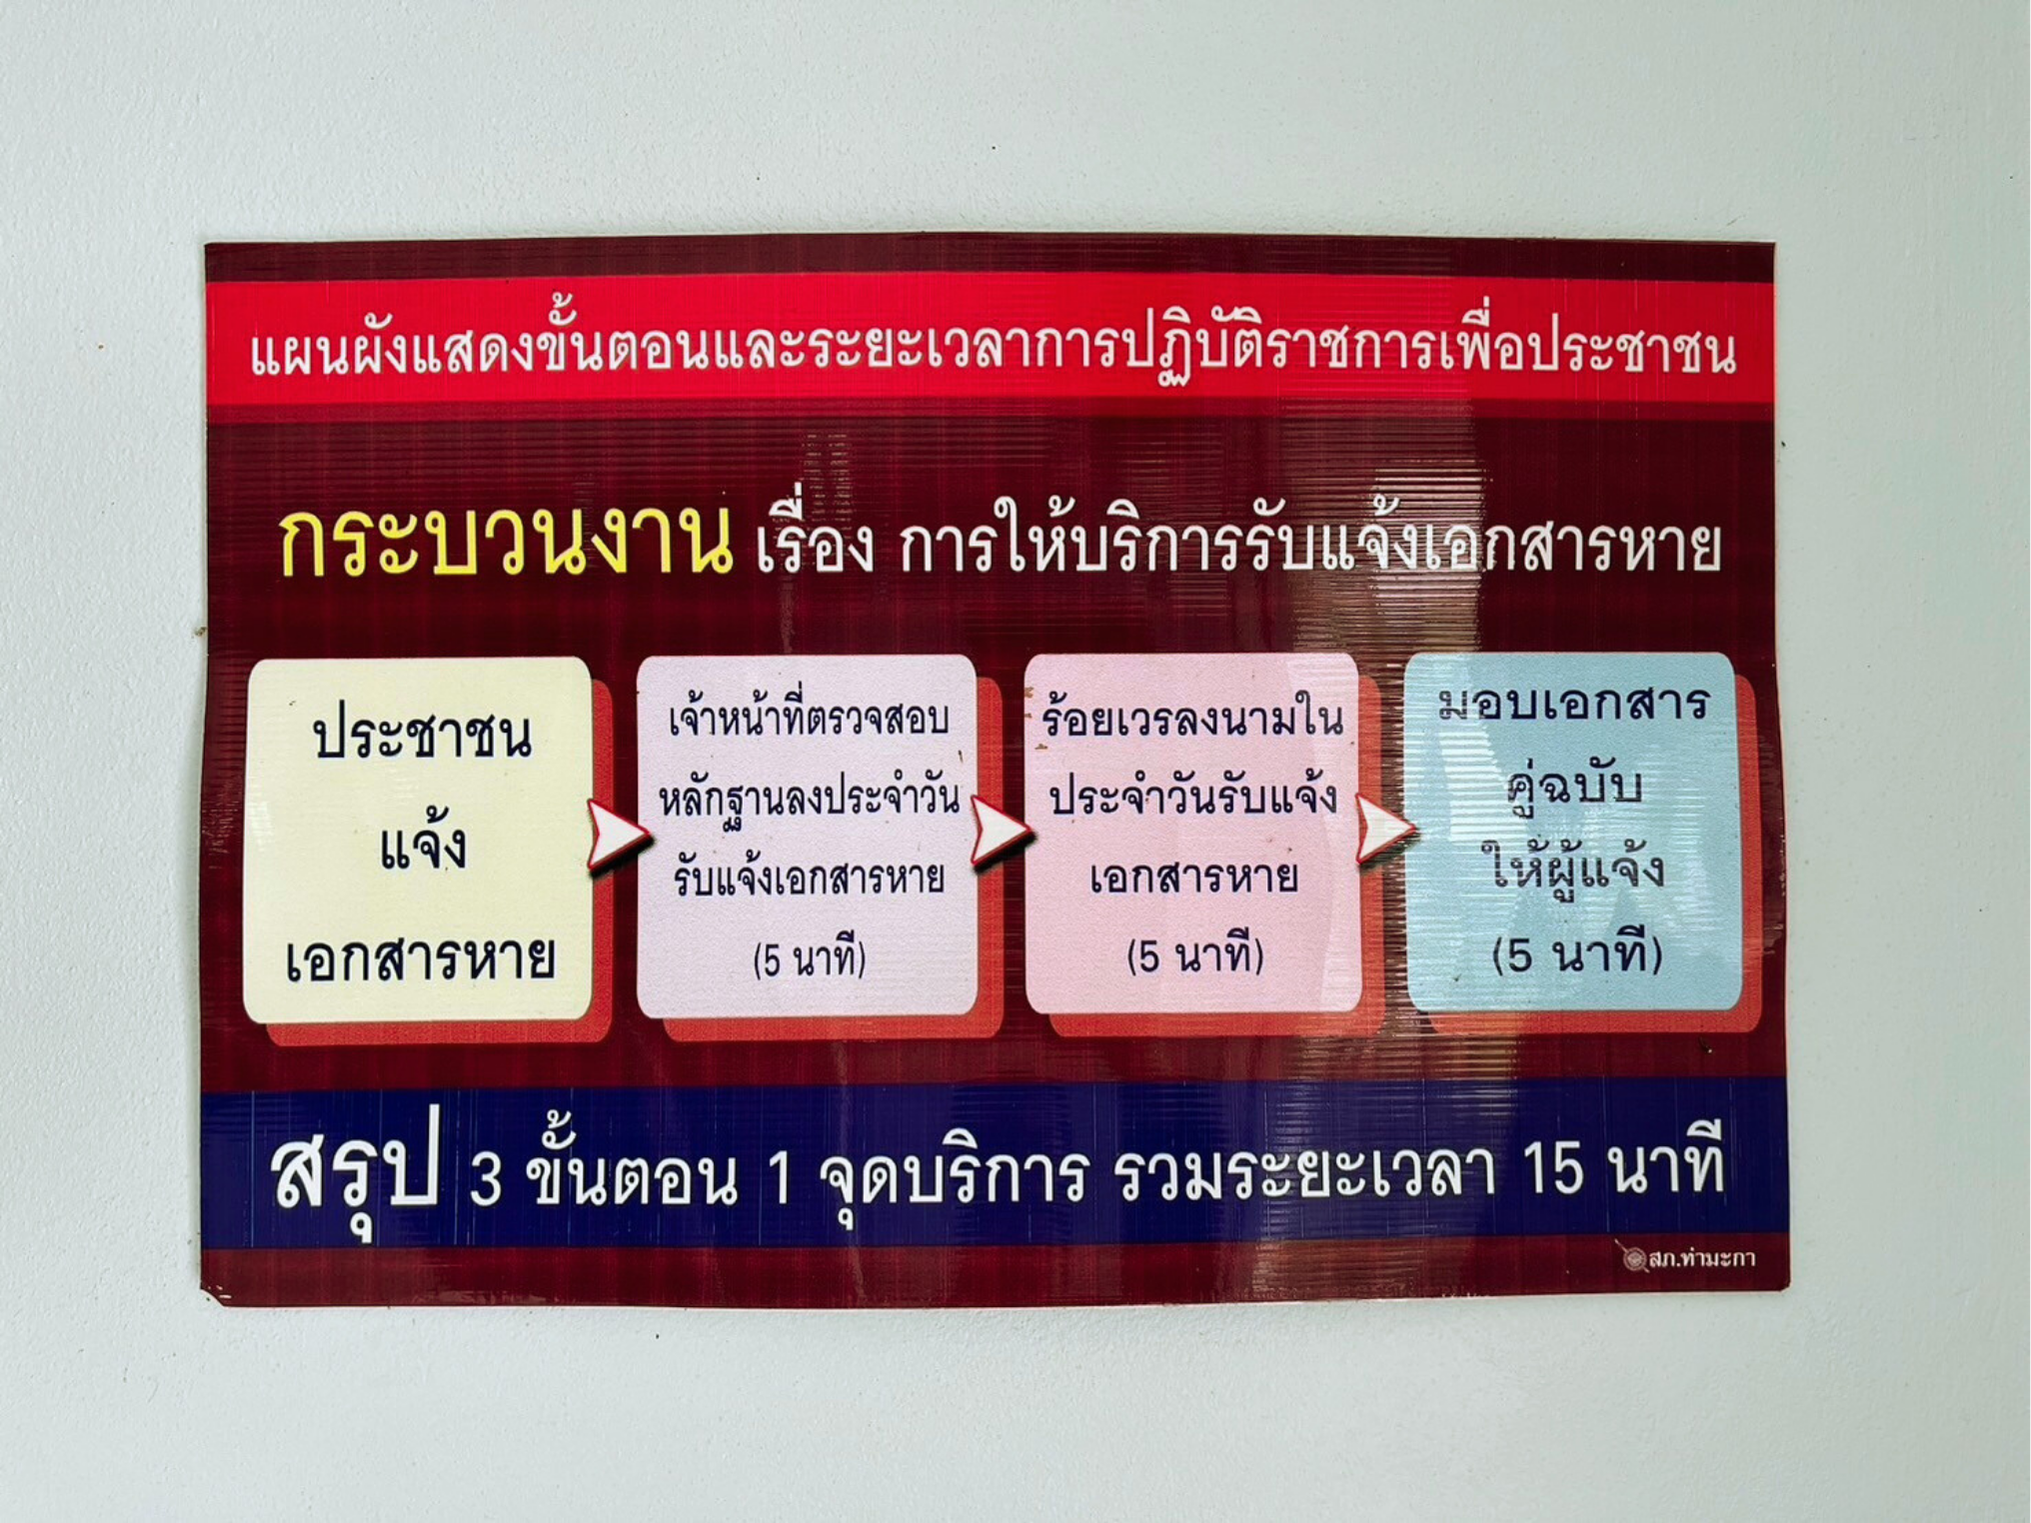 แผนผังแสดงขั้นตอนและระยะเวลาการปฏิบัติราชการเพื่อประชาชน
กระบวนงาน เรื่อง การให้บริการรับแจ้งเอกสารหาย
ประชาชน
แจ้ง
เอกสารหาย
เจ้าหน้าที่ตรวจสอบ
หลักฐานลงประจำวัน
รับแจ้งเอกสารหาย
(5 นาที)
ร้อยเวรลงนามใน
ประจำวันรับแจ้ง
เอกสารหาย
(5 นาที)
มอบเอกสาร
คู่ฉบับ
ให้ผู้แจ้ง
(5 นาที)
สรุป 3 ขั้นตอน 1 จุดบริการ รวมระยะเวลา 15 นาที
สภ.ท่ามะกา